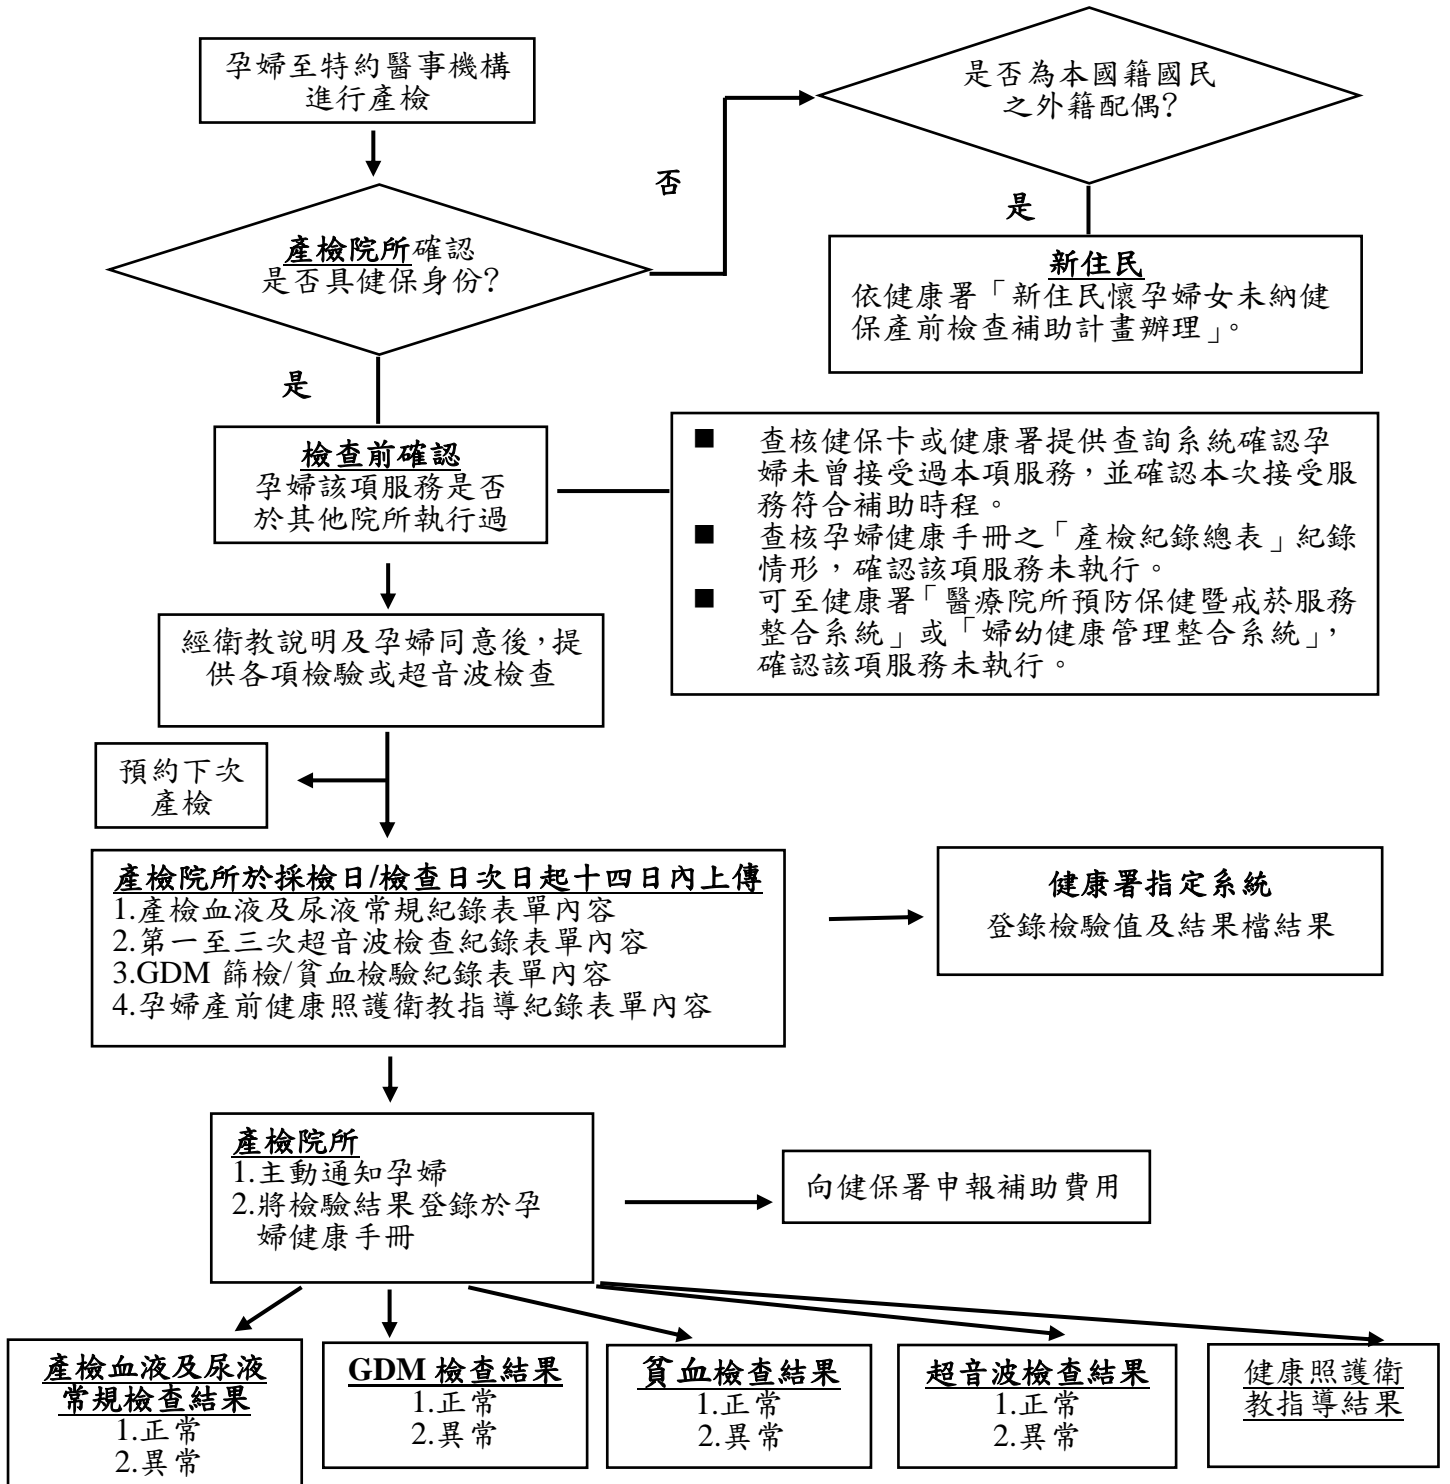 孕婦至特約醫事機構
進行產檢
是否為本國籍國民
之外籍配偶?
否
是
產檢院所確認
是否具健保身份?
新住民
依健康署「新住民懷孕婦女未納健
保產前檢查補助計畫辦理」。
是
檢查前確認
孕婦該項服務是否
於其他院所執行過
■ 查核健保卡或健康署提供查詢系統確認孕
婦未曾接受過本項服務，並確認本次接受服
務符合補助時程。
■ 查核孕婦健康手冊之「產檢紀錄總表」紀錄
情形，確認該項服務未執行。
■ 可至健康署「醫療院所預防保健暨戒菸服務
整合系統」或「婦幼健康管理整合系統」，
確認該項服務未執行。
經衛教說明及孕婦同意後，提
供各項檢驗或超音波檢查
預約下次
產檢
產檢院所於採檢日/檢查日次日起十四日內上傳
1.產檢血液及尿液常規紀錄表單內容
2.第一至三次超音波檢查紀錄表單內容
3.GDM 篩檢/貧血檢驗紀錄表單內容
4.孕婦產前健康照護衛教指導紀錄表單內容
健康署指定系統
登錄檢驗值及結果檔結果
產檢院所
1.主動通知孕婦
2.將檢驗結果登錄於孕
婦健康手冊
向健保署申報補助費用
產檢血液及尿液
常規檢查結果
1.正常
2.異常
GDM 檢查結果
1.正常
2.異常
貧血檢查結果
1.正常
2.異常
超音波檢查結果
1.正常
2.異常
健康照護衛
教指導結果